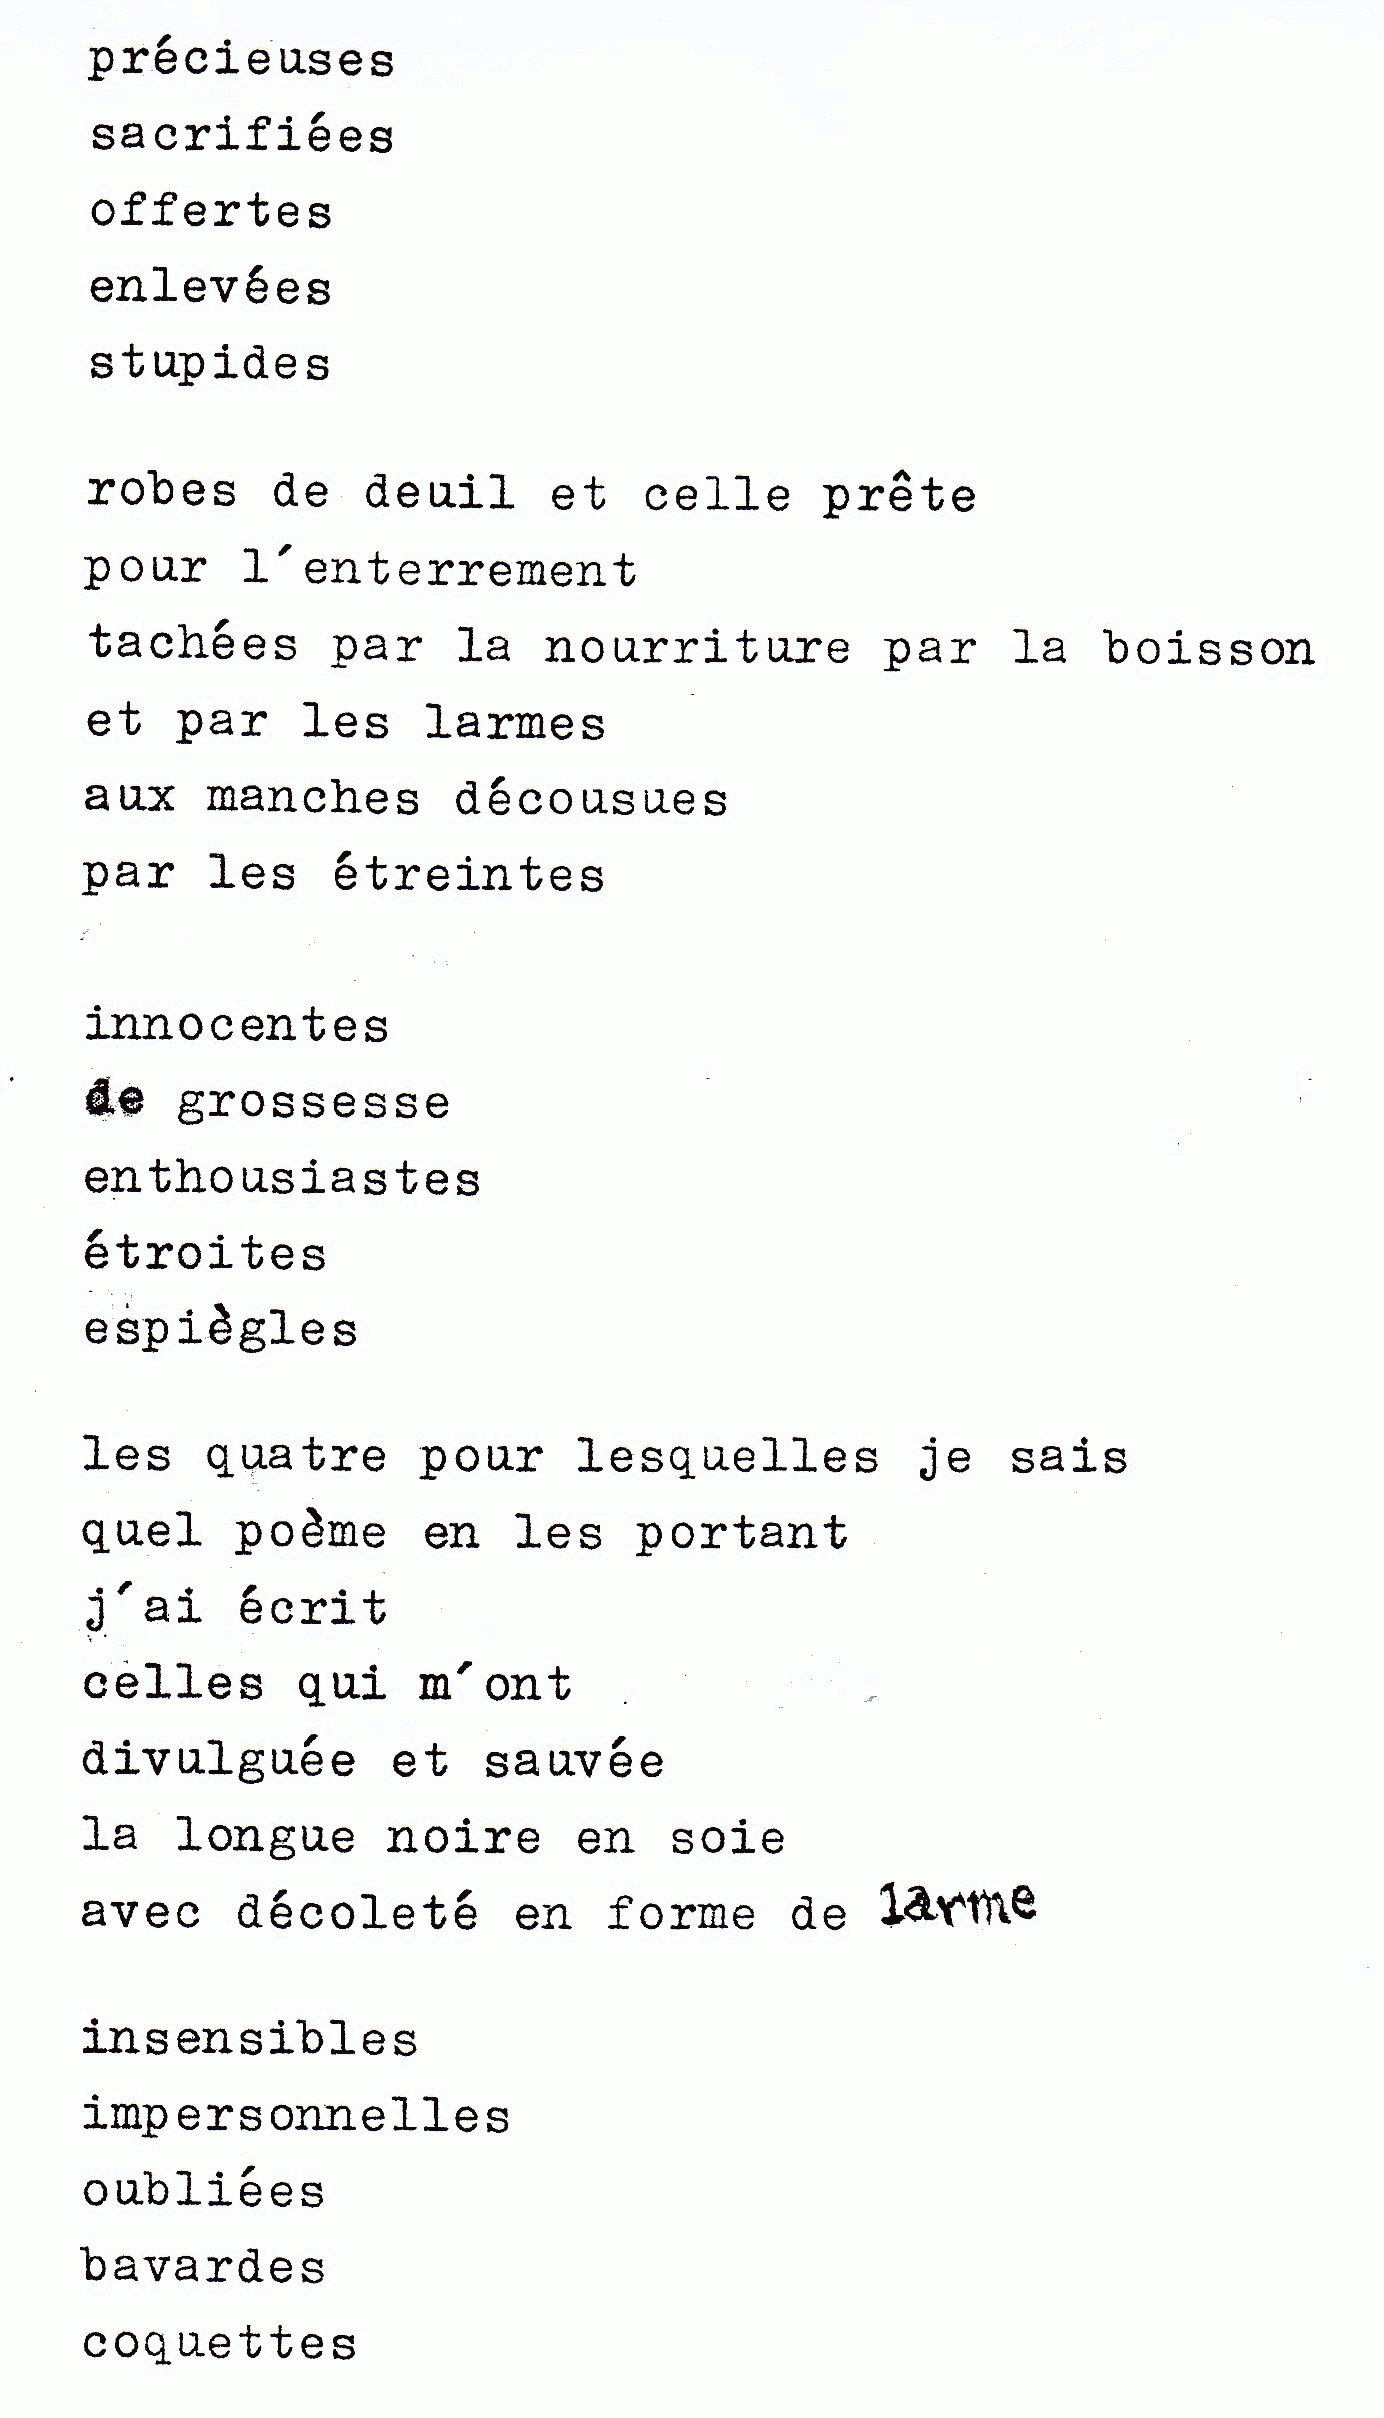 précieuses
sacrifiées
offertes
enlevées
stupides
robes de deuil et celle prête
pour l'enterrement
tachées par la nourriture par la boisson
et par les larmes
aux manches décousues
par les étreintes
innocentes
de grossesse
enthousiastes
étroites
espiègles
les quatre pour lesquelles je sais
quel poème en les portant
j'ai écrit
celles qui m'ont
divulguée et sauvée
la longue noire en soie
avec décoleté en forme de larme
insensibles
impersonnelles
oubliées
bavardes
coquettes